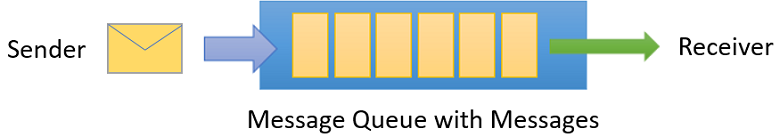 Sender
Receiver
Message Queue with Messages